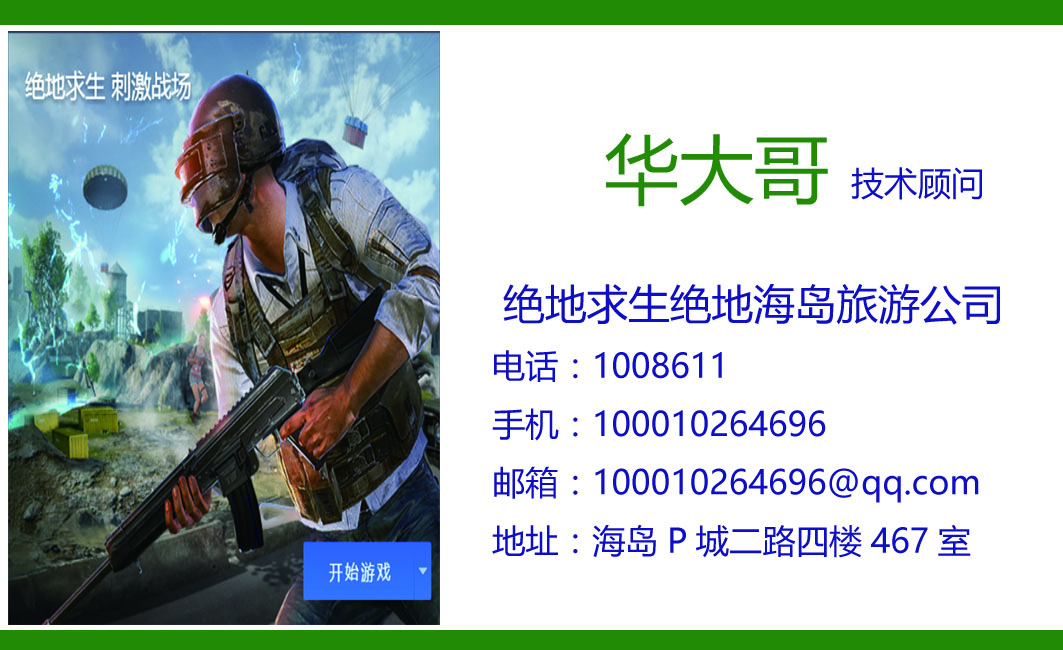 绝地求生 刺激战场
华大哥 技术顾问
绝地求生绝地海岛旅游公司
电话：1008611
手机：100010264696
邮箱：100010264696@qq.com
地址：海岛 P 城二路四楼 467 室
开始游戏